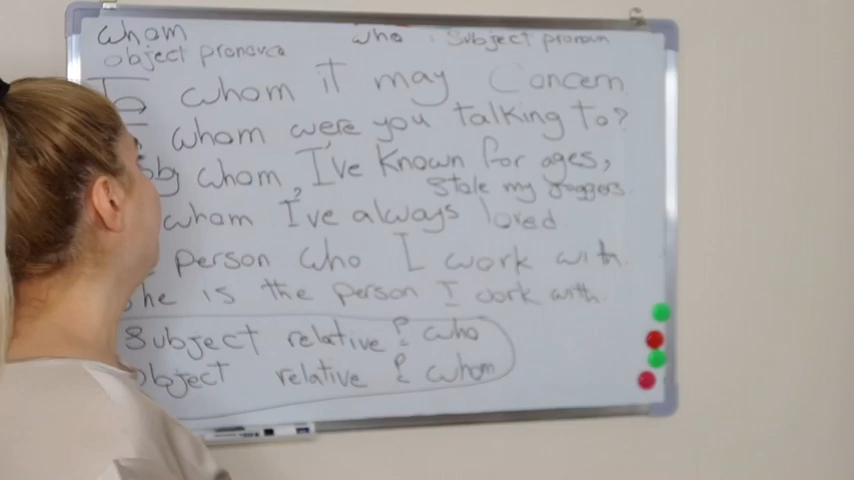 whom who : Subject pronoun
object pronoun
To whom it may Concern
whom were you talking to?
whom, I've known for ages,
stole my joggers.
whom I've always loved
person who I work with.
she is the person I work with.
Subject relative P who
object relative P whom